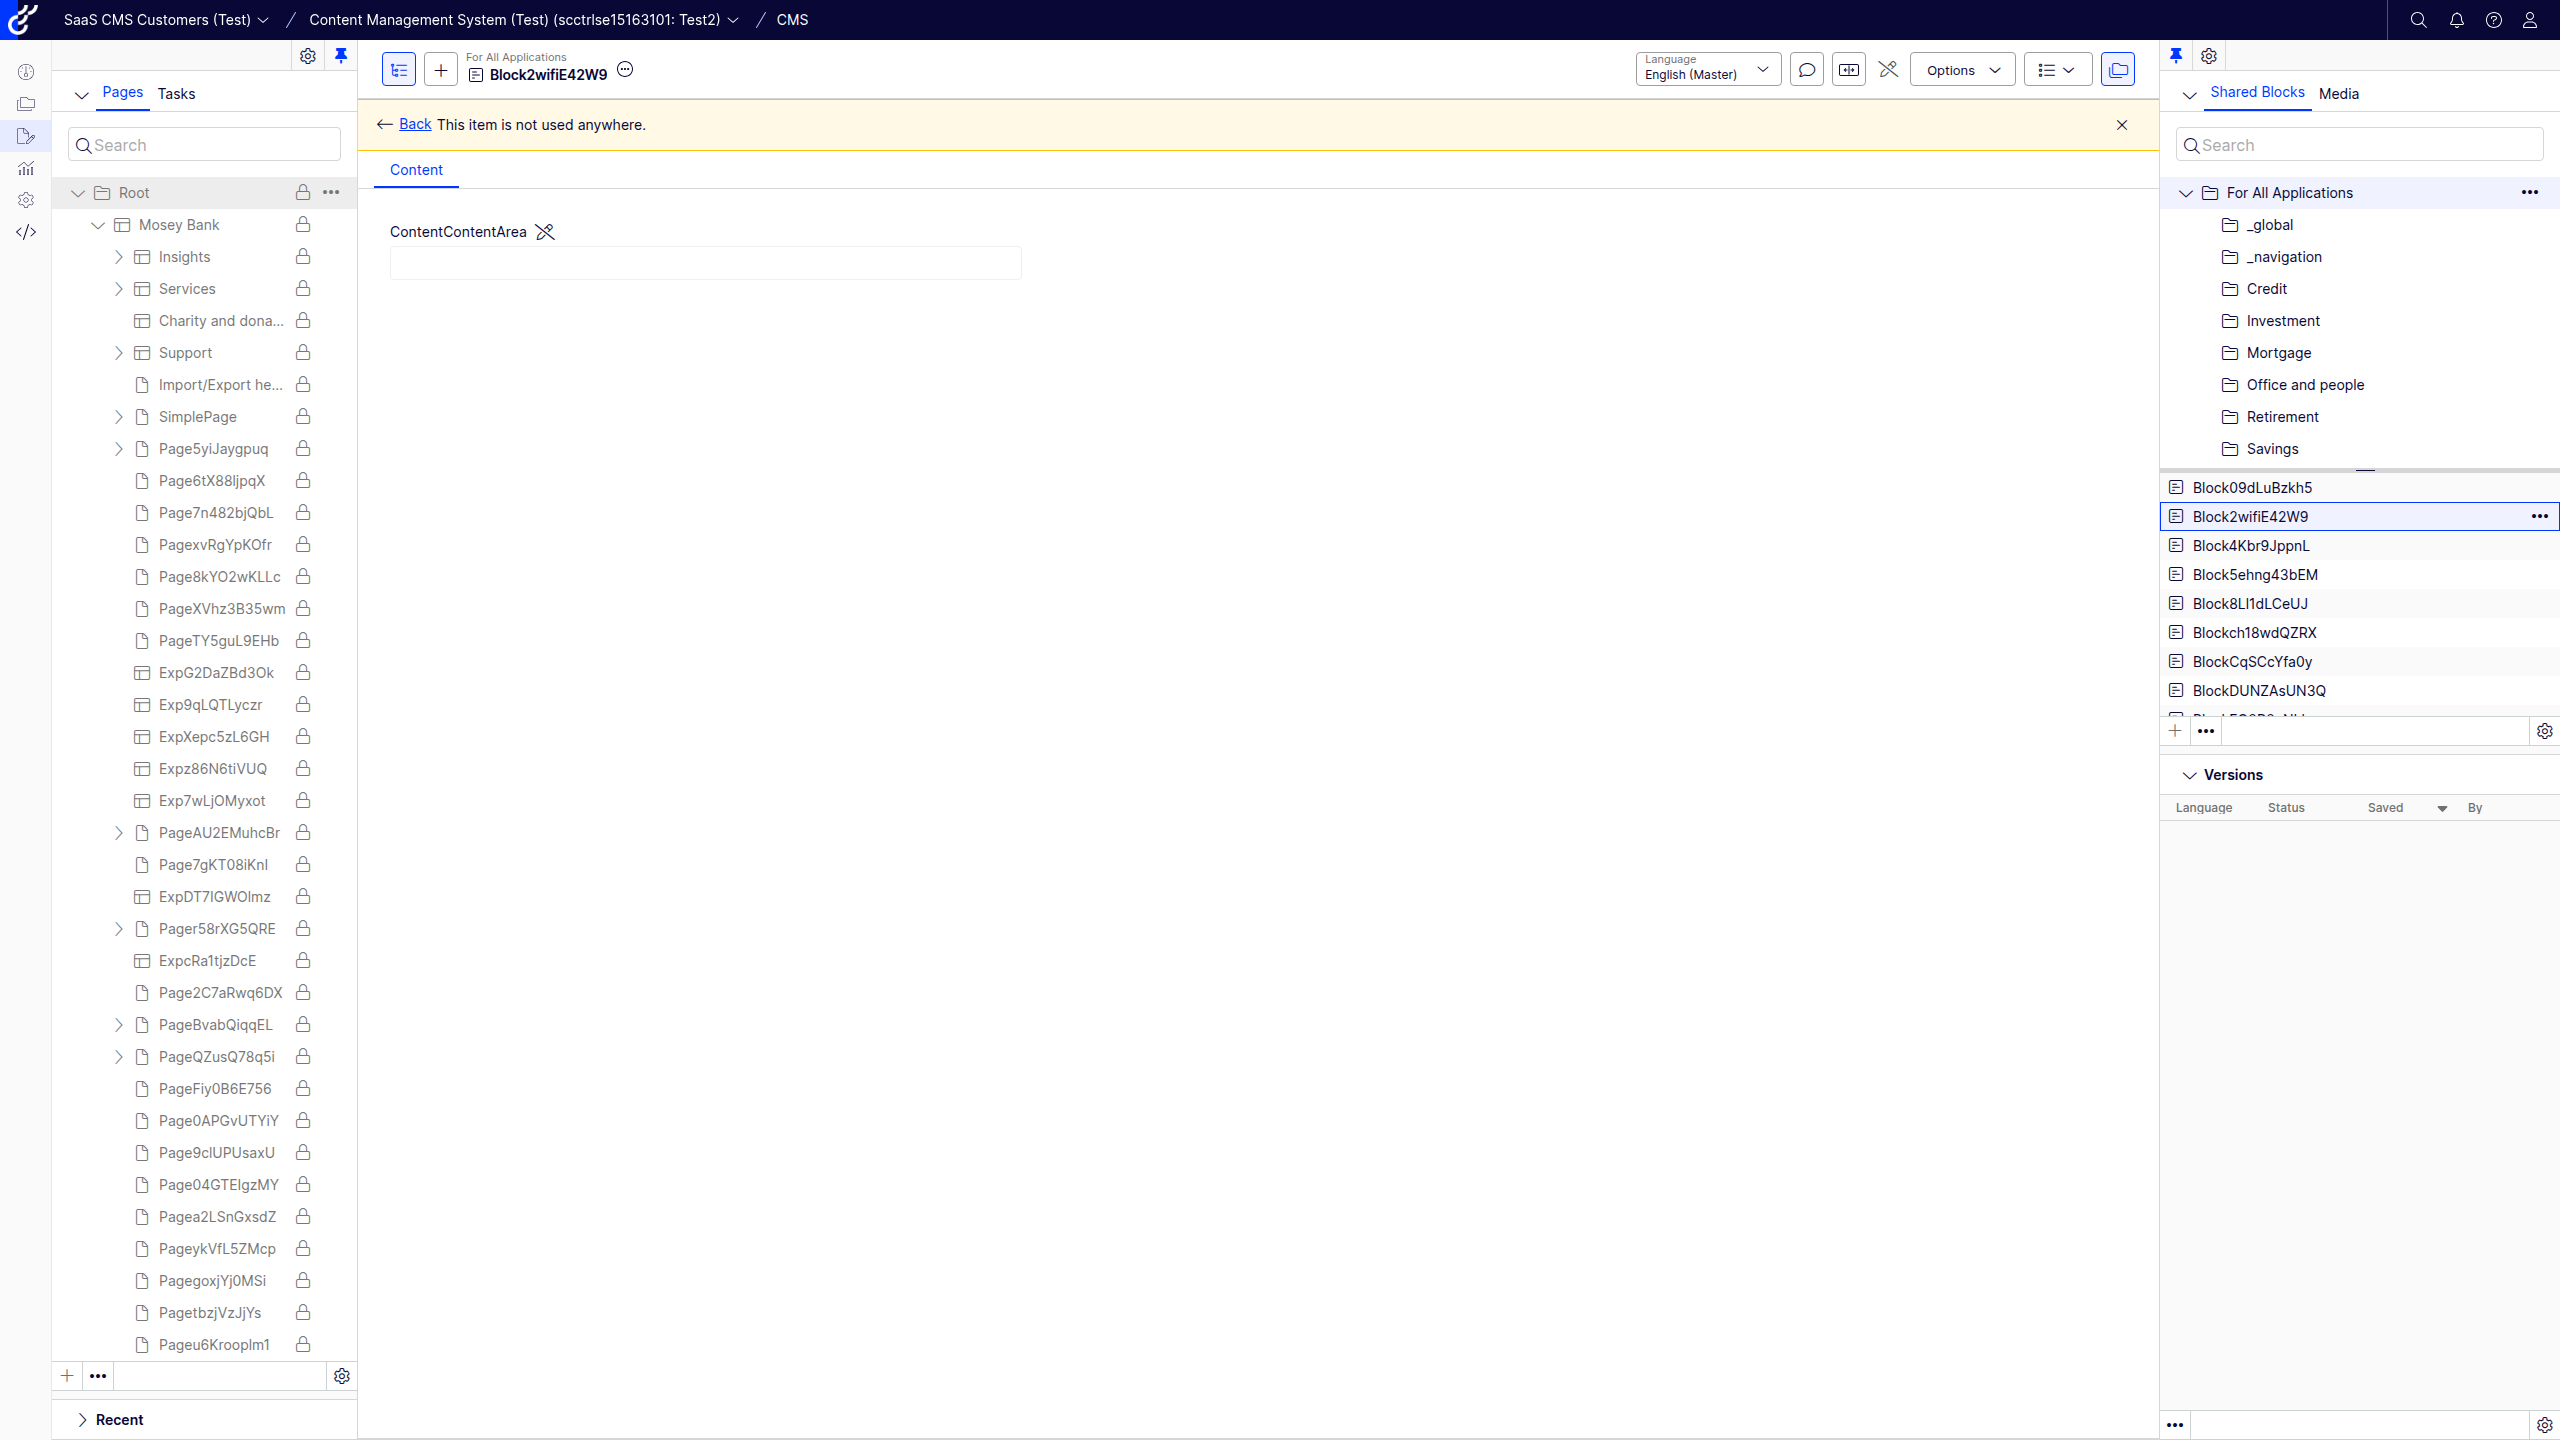 SaaS CMS Customers (Test) / Content Management System (Test) (scctrlse15163101: Test2) / CMS
Pages Tasks
Search
Root
Mosey Bank
Insights
Services
Charity and dona...
Support
Import/Export he...
SimplePage
Page5yiJaygpuq
Page6tX88ljpqX
Page7n482bjQbL
PagexvRgYpKOfr
Page8kYO2wKLLc
PageXVhz3B35wm
PageTY5guL9EHb
ExpG2DaZBd3Ok
Exp9qLQTLyczr
ExpXepc5zL6GH
Expz86N6tiVUQ
Exp7wLjOMyxot
PageAU2EMuhcBr
Page7gKT08iKnl
ExpDT7IGWOlmz
Pager58rXG5QRE
ExpcRa1tjzDcE
Page2C7aRwq6DX
PageBvabQiqqEL
PageQZusQ78q5i
PageFiy0B6E756
Page0APGvUTYiY
Page9clUPUsaxU
Page04GTEIgzMY
Pagea2LSnGxsdZ
PageykVfL5ZMcp
PagegoxjYj0MSi
PagetbzjVzJjYs
Pageu6Krooplm1
Recent
For All Applications
Block2wifiE42W9
Language
English (Master)
Options
Back This item is not used anywhere.
Content
ContentContentArea
Shared Blocks Media
Search
For All Applications
_global
_navigation
Credit
Investment
Mortgage
Office and people
Retirement
Savings
Block09dLuBzkh5
Block2wifiE42W9
Block4Kbr9JppnL
Block5ehng43bEM
Block8LI1dLCeUJ
Blockch18wdQZRX
BlockCqSCcYfa0y
BlockDUNZAsUN3Q
Versions
Language Status Saved By